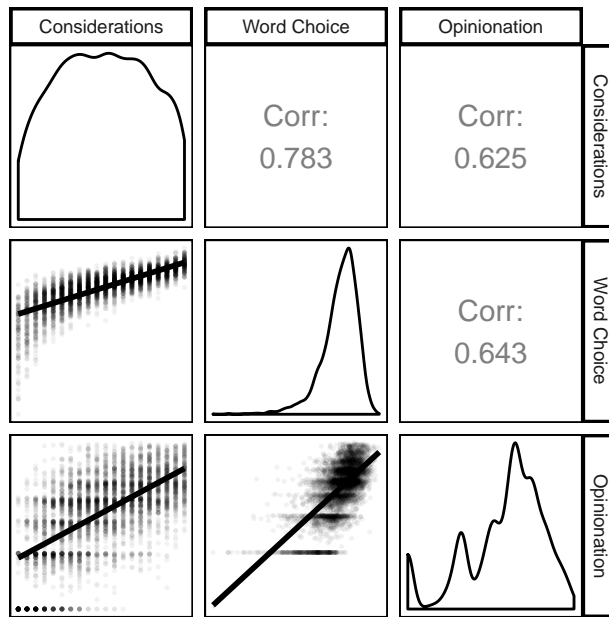 Considerations
Word Choice
Opinionation
Corr:
0.783
Corr:
0.625
Considerations
Corr:
0.643
Word Choice
Opinionation